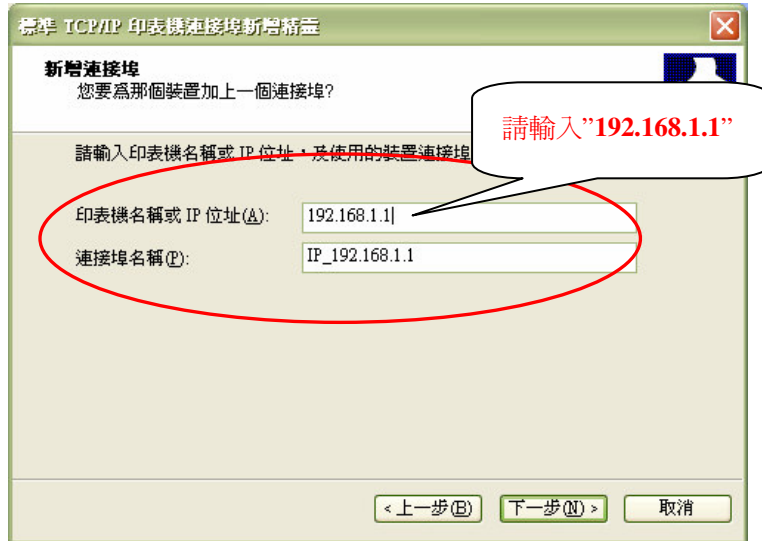 標準 TCP/IP 印表機連接埠新增精靈
新增連接埠
您要為那個裝置加上一個連接埠?
請輸入”192.168.1.1”
請輸入印表機名稱或 IP 位址，及使用的裝置連接埠
印表機名稱或 IP 位址(A): 192.168.1.1
連接埠名稱(P): IP_192.168.1.1
<上一步(B) 下一步(N)> 取消